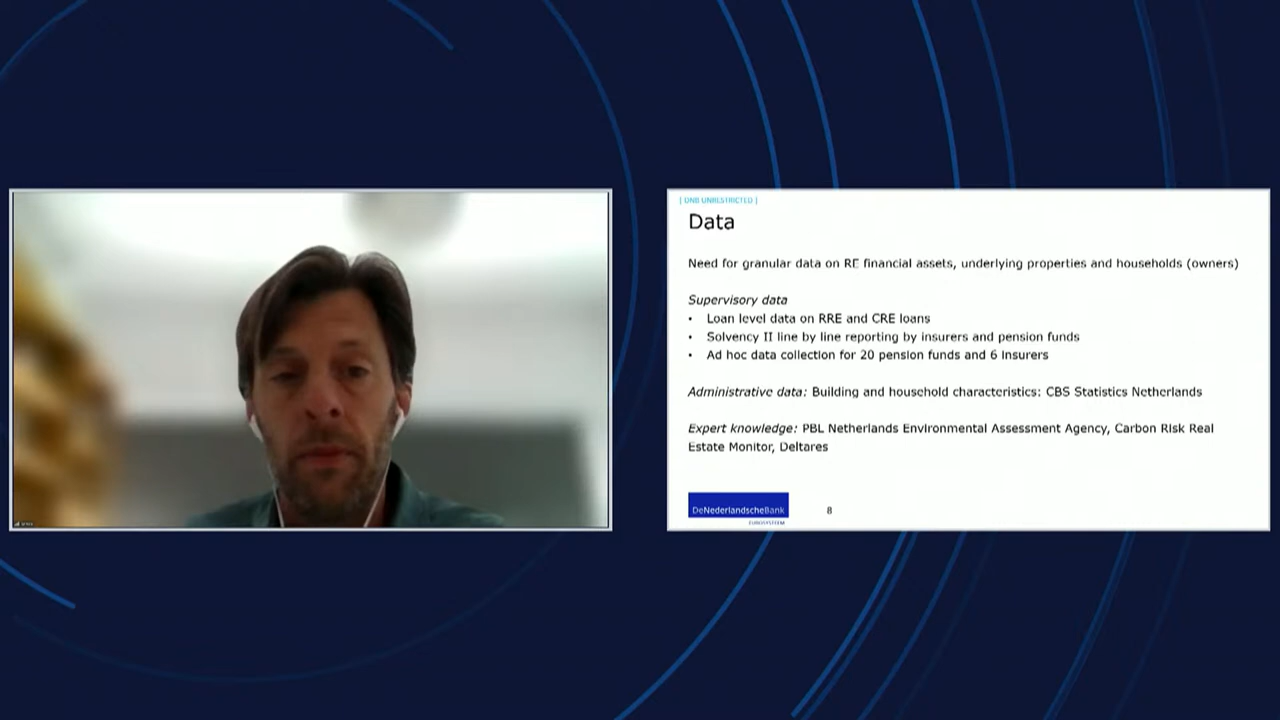 [ DNB UNRESTRICTED ]
Data
Need for granular data on RE financial assets, underlying properties and households (owners)
Supervisory data
• Loan level data on RRE and CRE loans
• Solvency II line by line reporting by insurers and pension funds
• Ad hoc data collection for 20 pension funds and 6 insurers
Administrative data: Building and household characteristics: CBS Statistics Netherlands
Expert knowledge: PBL Netherlands Environmental Assessment Agency, Carbon Risk Real
Estate Monitor, Deltares
DeNederlandscheBank
EUROSYSTEEM
8